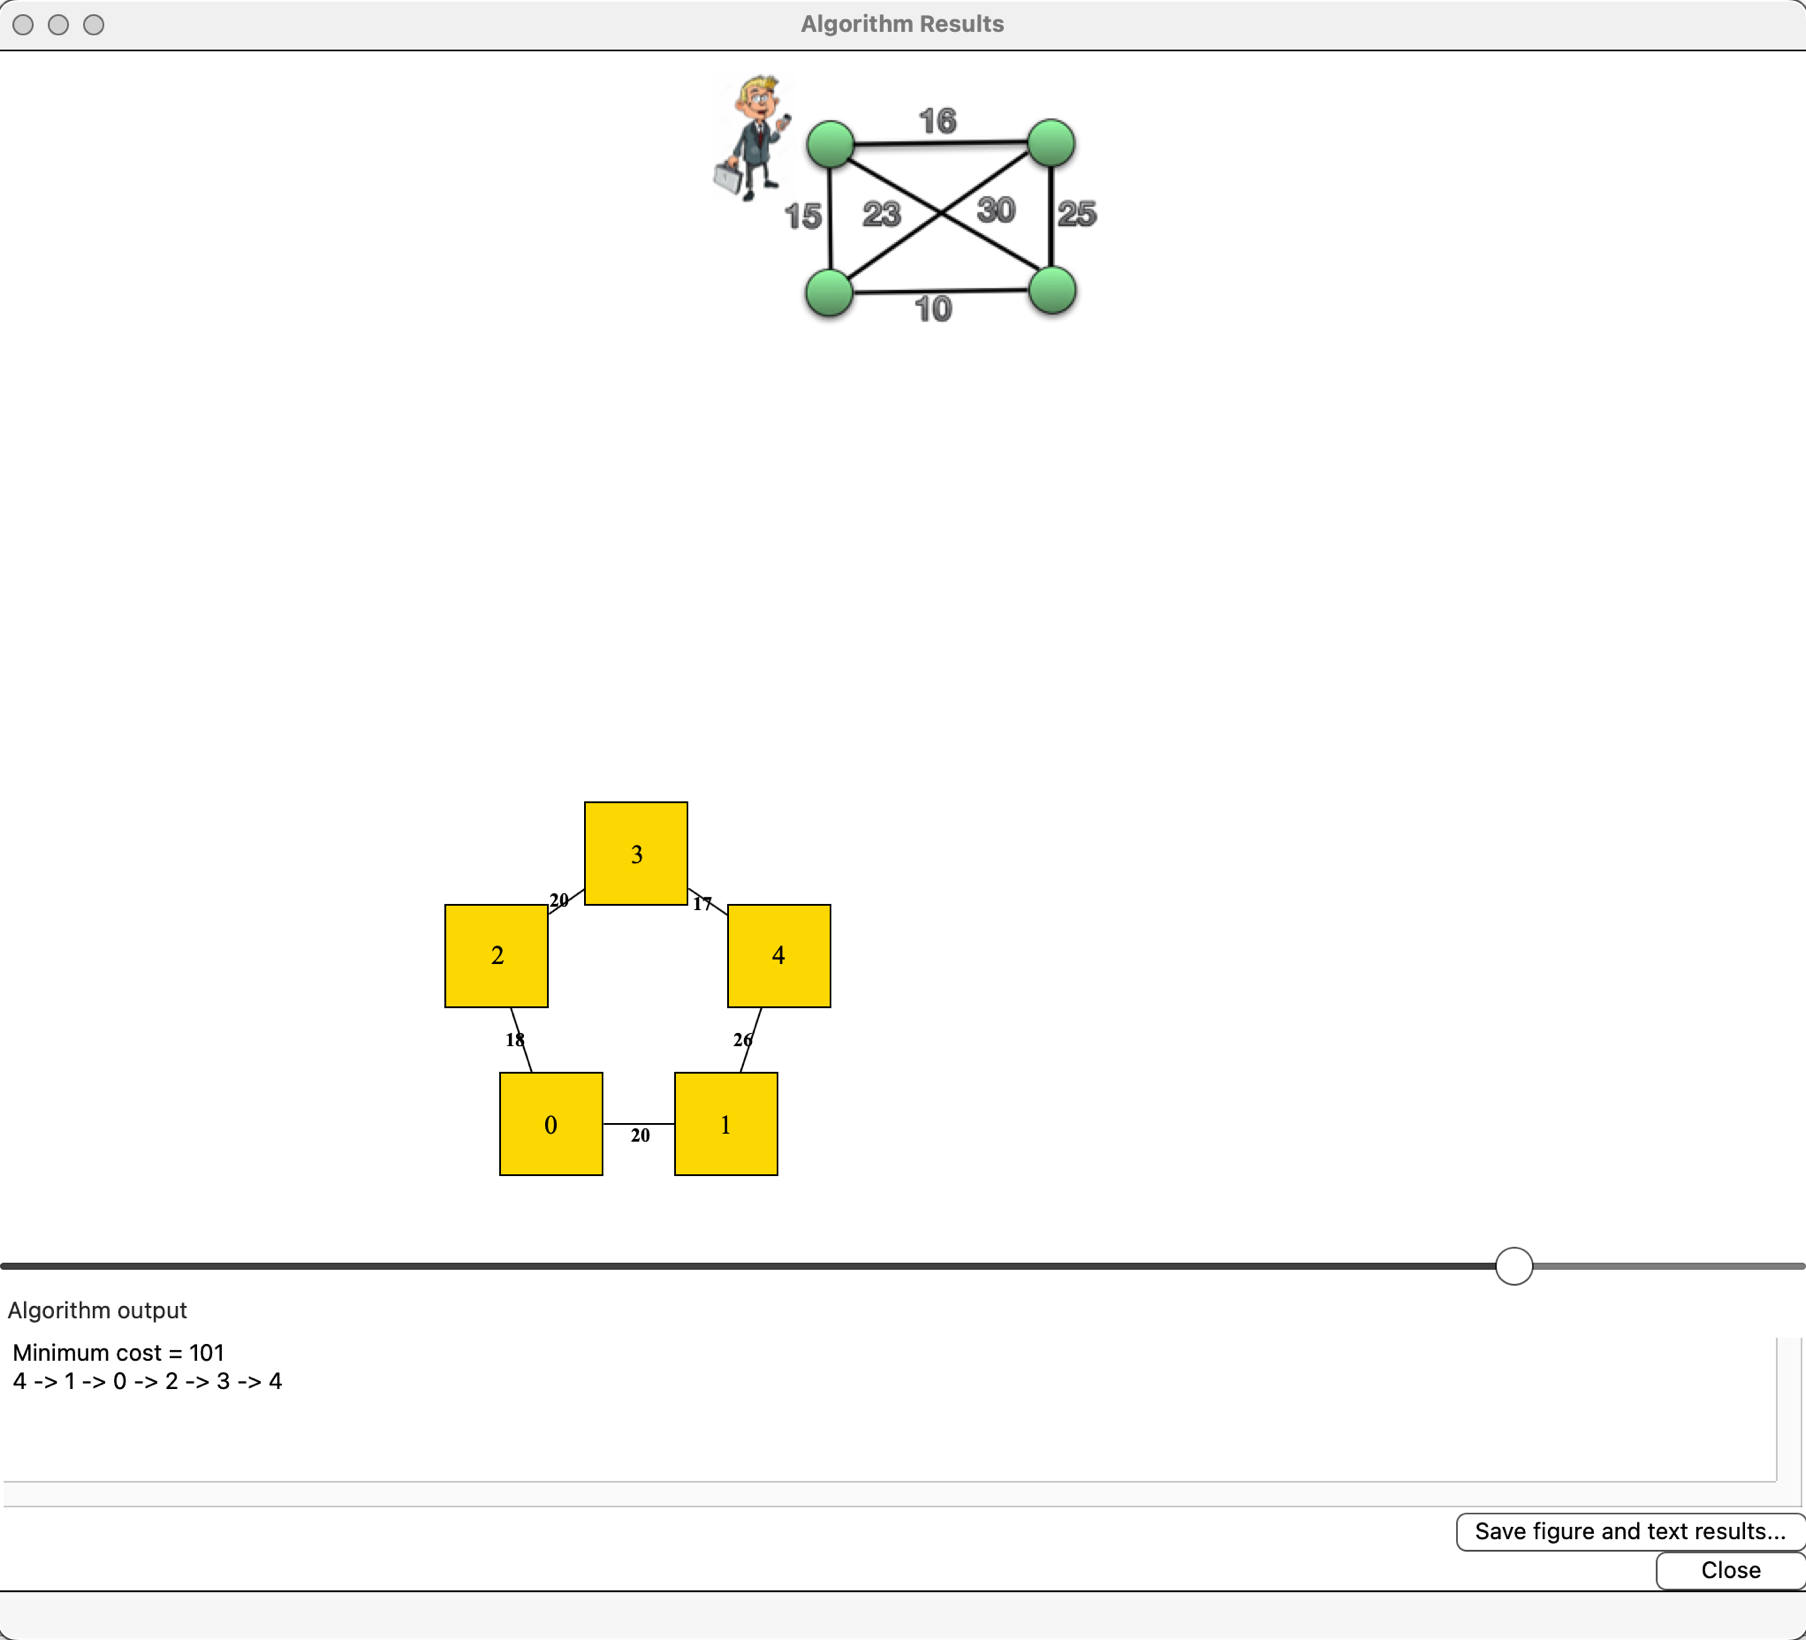 Algorithm Results
16
15
23
30
25
10
3
20
17
2
4
18
26
0
1
20
Algorithm output
Minimum cost = 101
4 -> 1 -> 0 -> 2 -> 3 -> 4
Save figure and text results...
Close